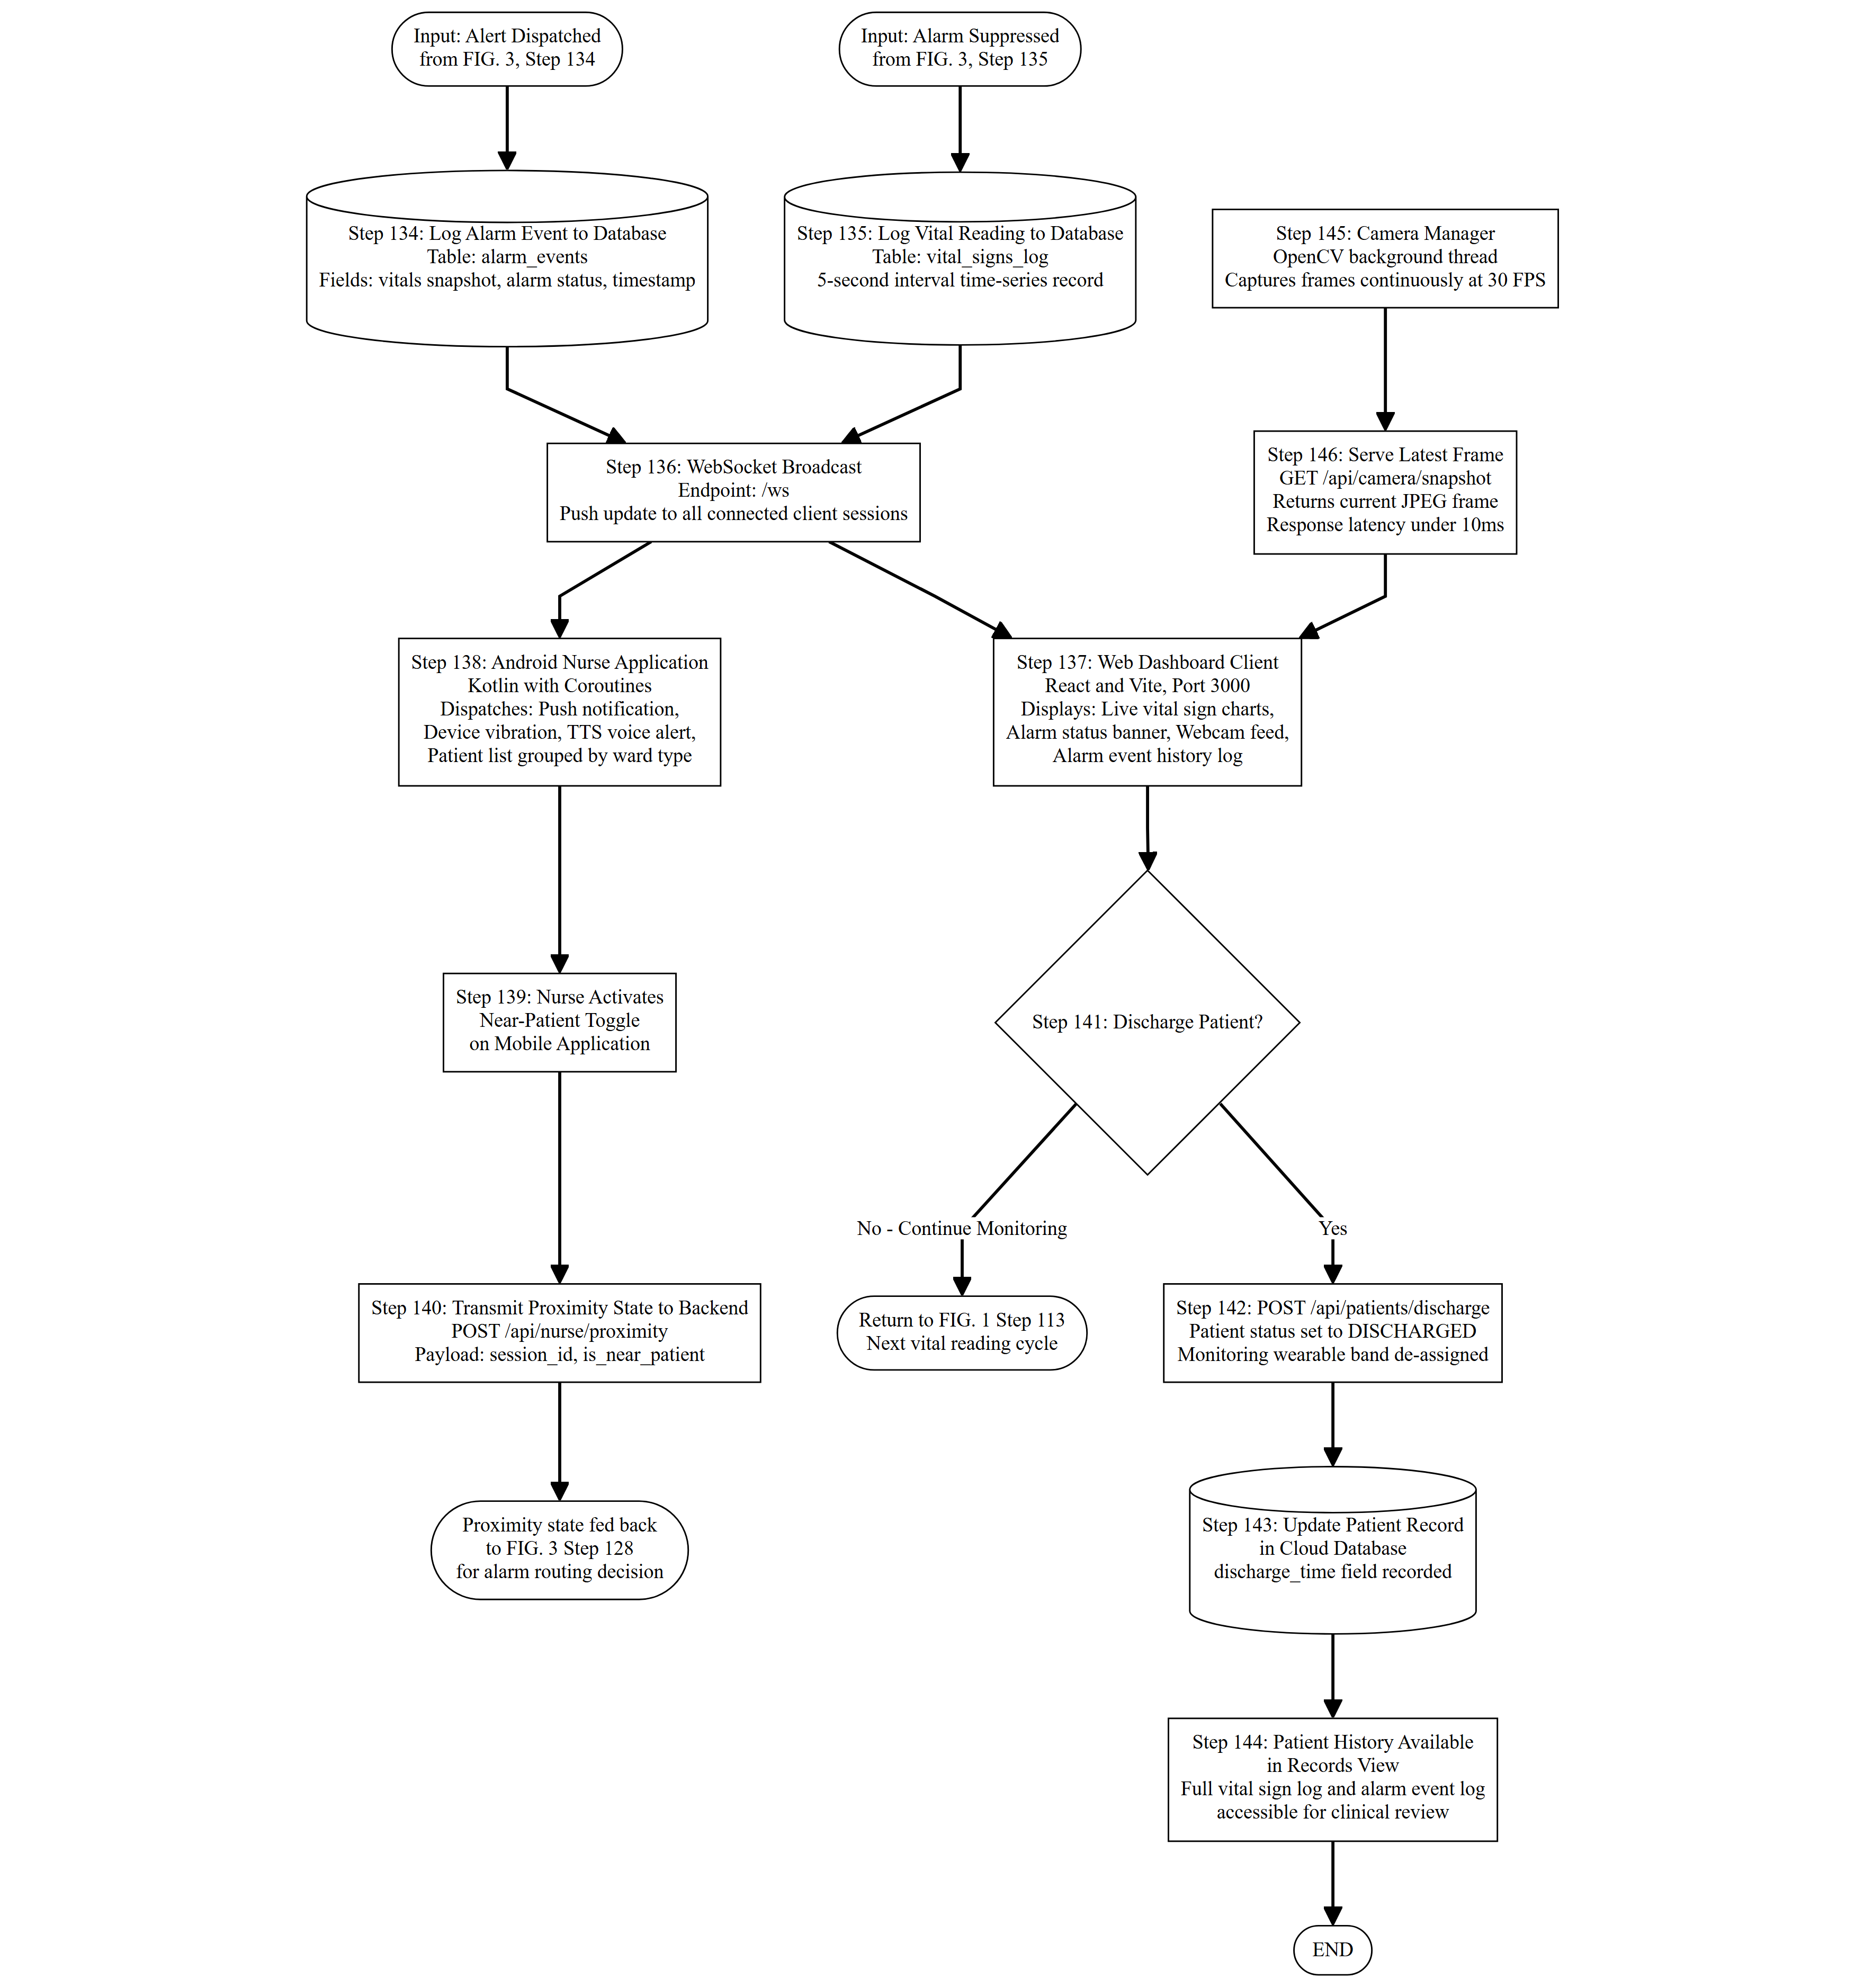 Input: Alert Dispatched
from FIG. 3, Step 134
Input: Alarm Suppressed
from FIG. 3, Step 135
Step 134: Log Alarm Event to Database
Table: alarm_events
Fields: vitals snapshot, alarm status, timestamp
Step 135: Log Vital Reading to Database
Table: vital_signs_log
5-second interval time-series record
Step 145: Camera Manager
OpenCV background thread
Captures frames continuously at 30 FPS
Step 136: WebSocket Broadcast
Endpoint: /ws
Push update to all connected client sessions
Step 146: Serve Latest Frame
GET /api/camera/snapshot
Returns current JPEG frame
Response latency under 10ms
Step 138: Android Nurse Application
Kotlin with Coroutines
Dispatches: Push notification,
Device vibration, TTS voice alert,
Patient list grouped by ward type
Step 137: Web Dashboard Client
React and Vite, Port 3000
Displays: Live vital sign charts,
Alarm status banner, Webcam feed,
Alarm event history log
Step 139: Nurse Activates
Near-Patient Toggle
on Mobile Application
Step 141: Discharge Patient?
No - Continue Monitoring
Yes
Step 140: Transmit Proximity State to Backend
POST /api/nurse/proximity
Payload: session_id, is_near_patient
Return to FIG. 1 Step 113
Next vital reading cycle
Step 142: POST /api/patients/discharge
Patient status set to DISCHARGED
Monitoring wearable band de-assigned
Proximity state fed back
to FIG. 3 Step 128
for alarm routing decision
Step 143: Update Patient Record
in Cloud Database
discharge_time field recorded
Step 144: Patient History Available
in Records View
Full vital sign log and alarm event log
accessible for clinical review
END